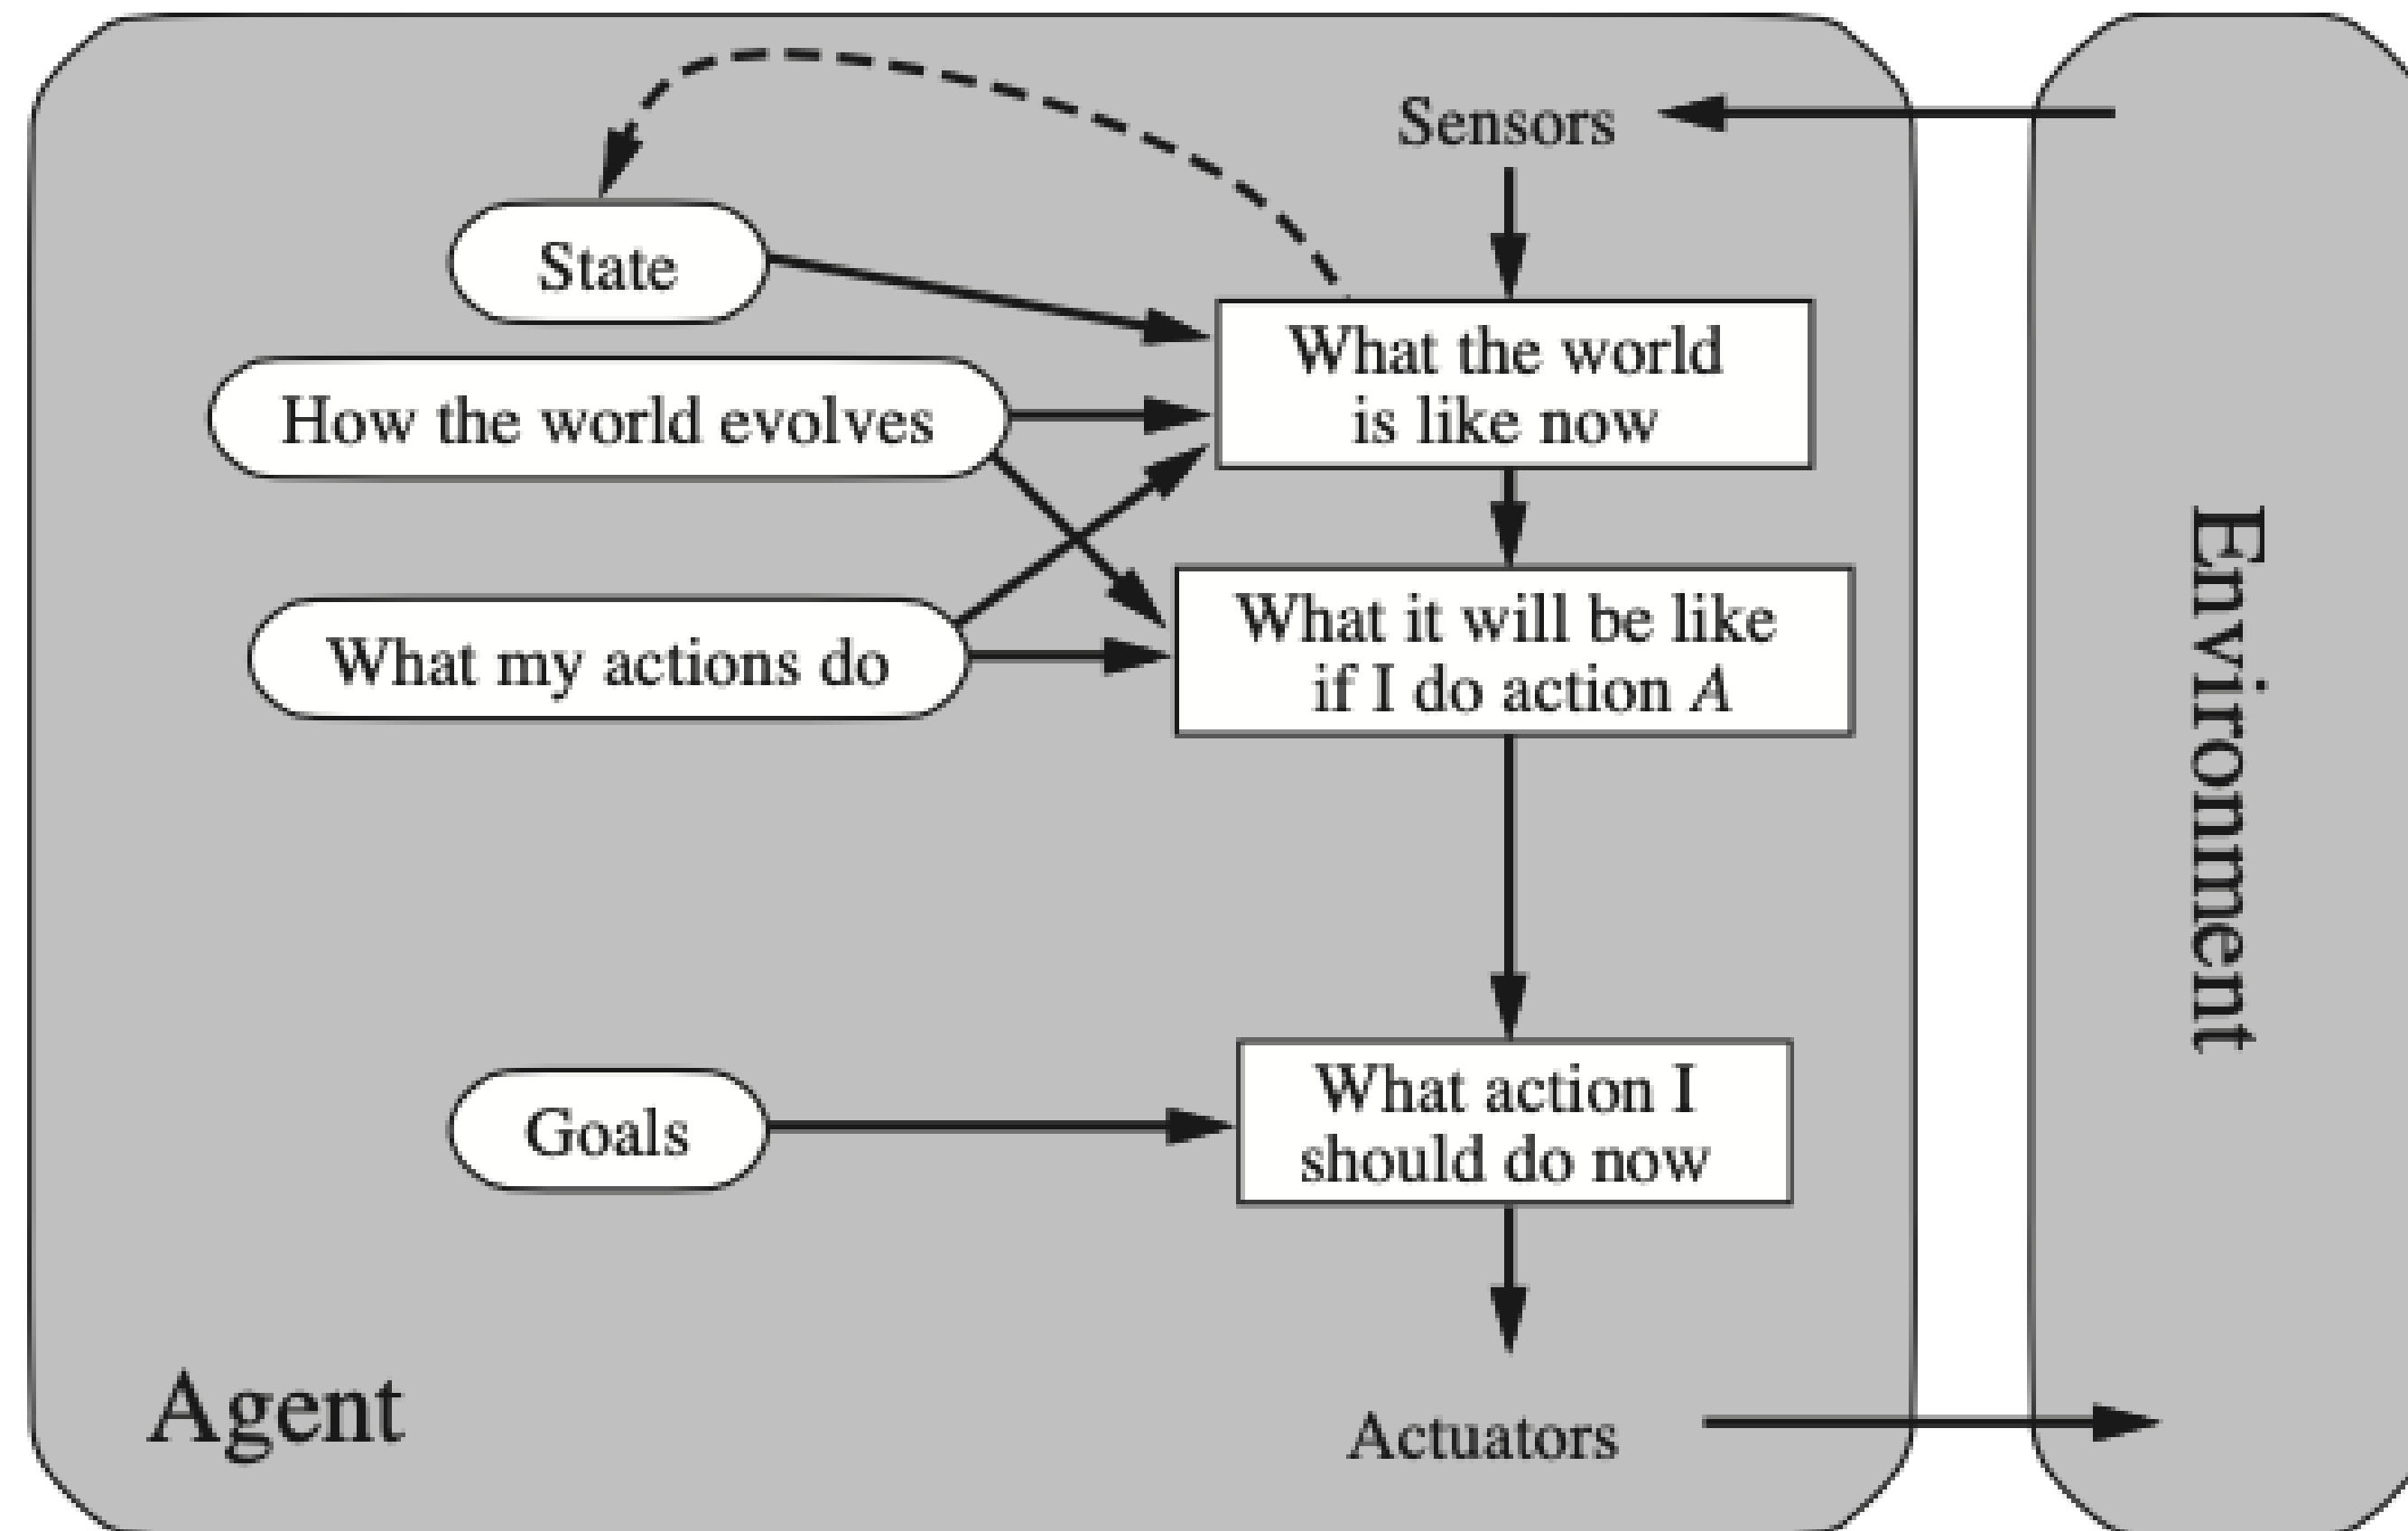 Sensors
State
What the world
is like now
How the world evolves
What it will be like
if I do action A
What my actions do
Environment
What action I
should do now
Goals
Agent
Actuators